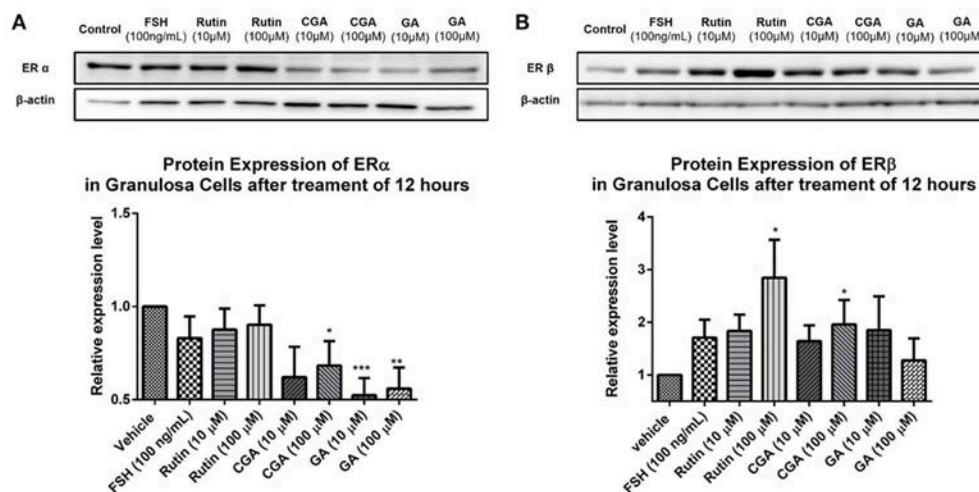 A
Control FSH (100ng/mL) Rutin (10μM) Rutin (100μM) CGA (10μM) CGA (100μM) GA (10μM) GA (100μM)
ER α
β-actin
Protein Expression of ERα
in Granulosa Cells after treament of 12 hours
Relative expression level
1.5
1.0
0.5
*
***
**
Vehicle
FSH (100 ng/mL)
Rutin (10 μM)
Rutin (100 μM)
CGA (10 μM)
CGA (100 μM)
GA (10 μM)
GA (100 μM)
B
Control FSH (100ng/mL) Rutin (10μM) Rutin (100μM) CGA (10μM) CGA (100μM) GA (10μM) GA (100μM)
ER β
β-actin
Protein Expression of ERβ
in Granulosa Cells after treament of 12 hours
Relative expression level
4
3
2
1
*
*
vehicle
FSH (100 ng/mL)
Rutin (10 μM)
Rutin (100 μM)
CGA (10 μM)
CGA (100 μM)
GA (10 μM)
GA (100 μM)